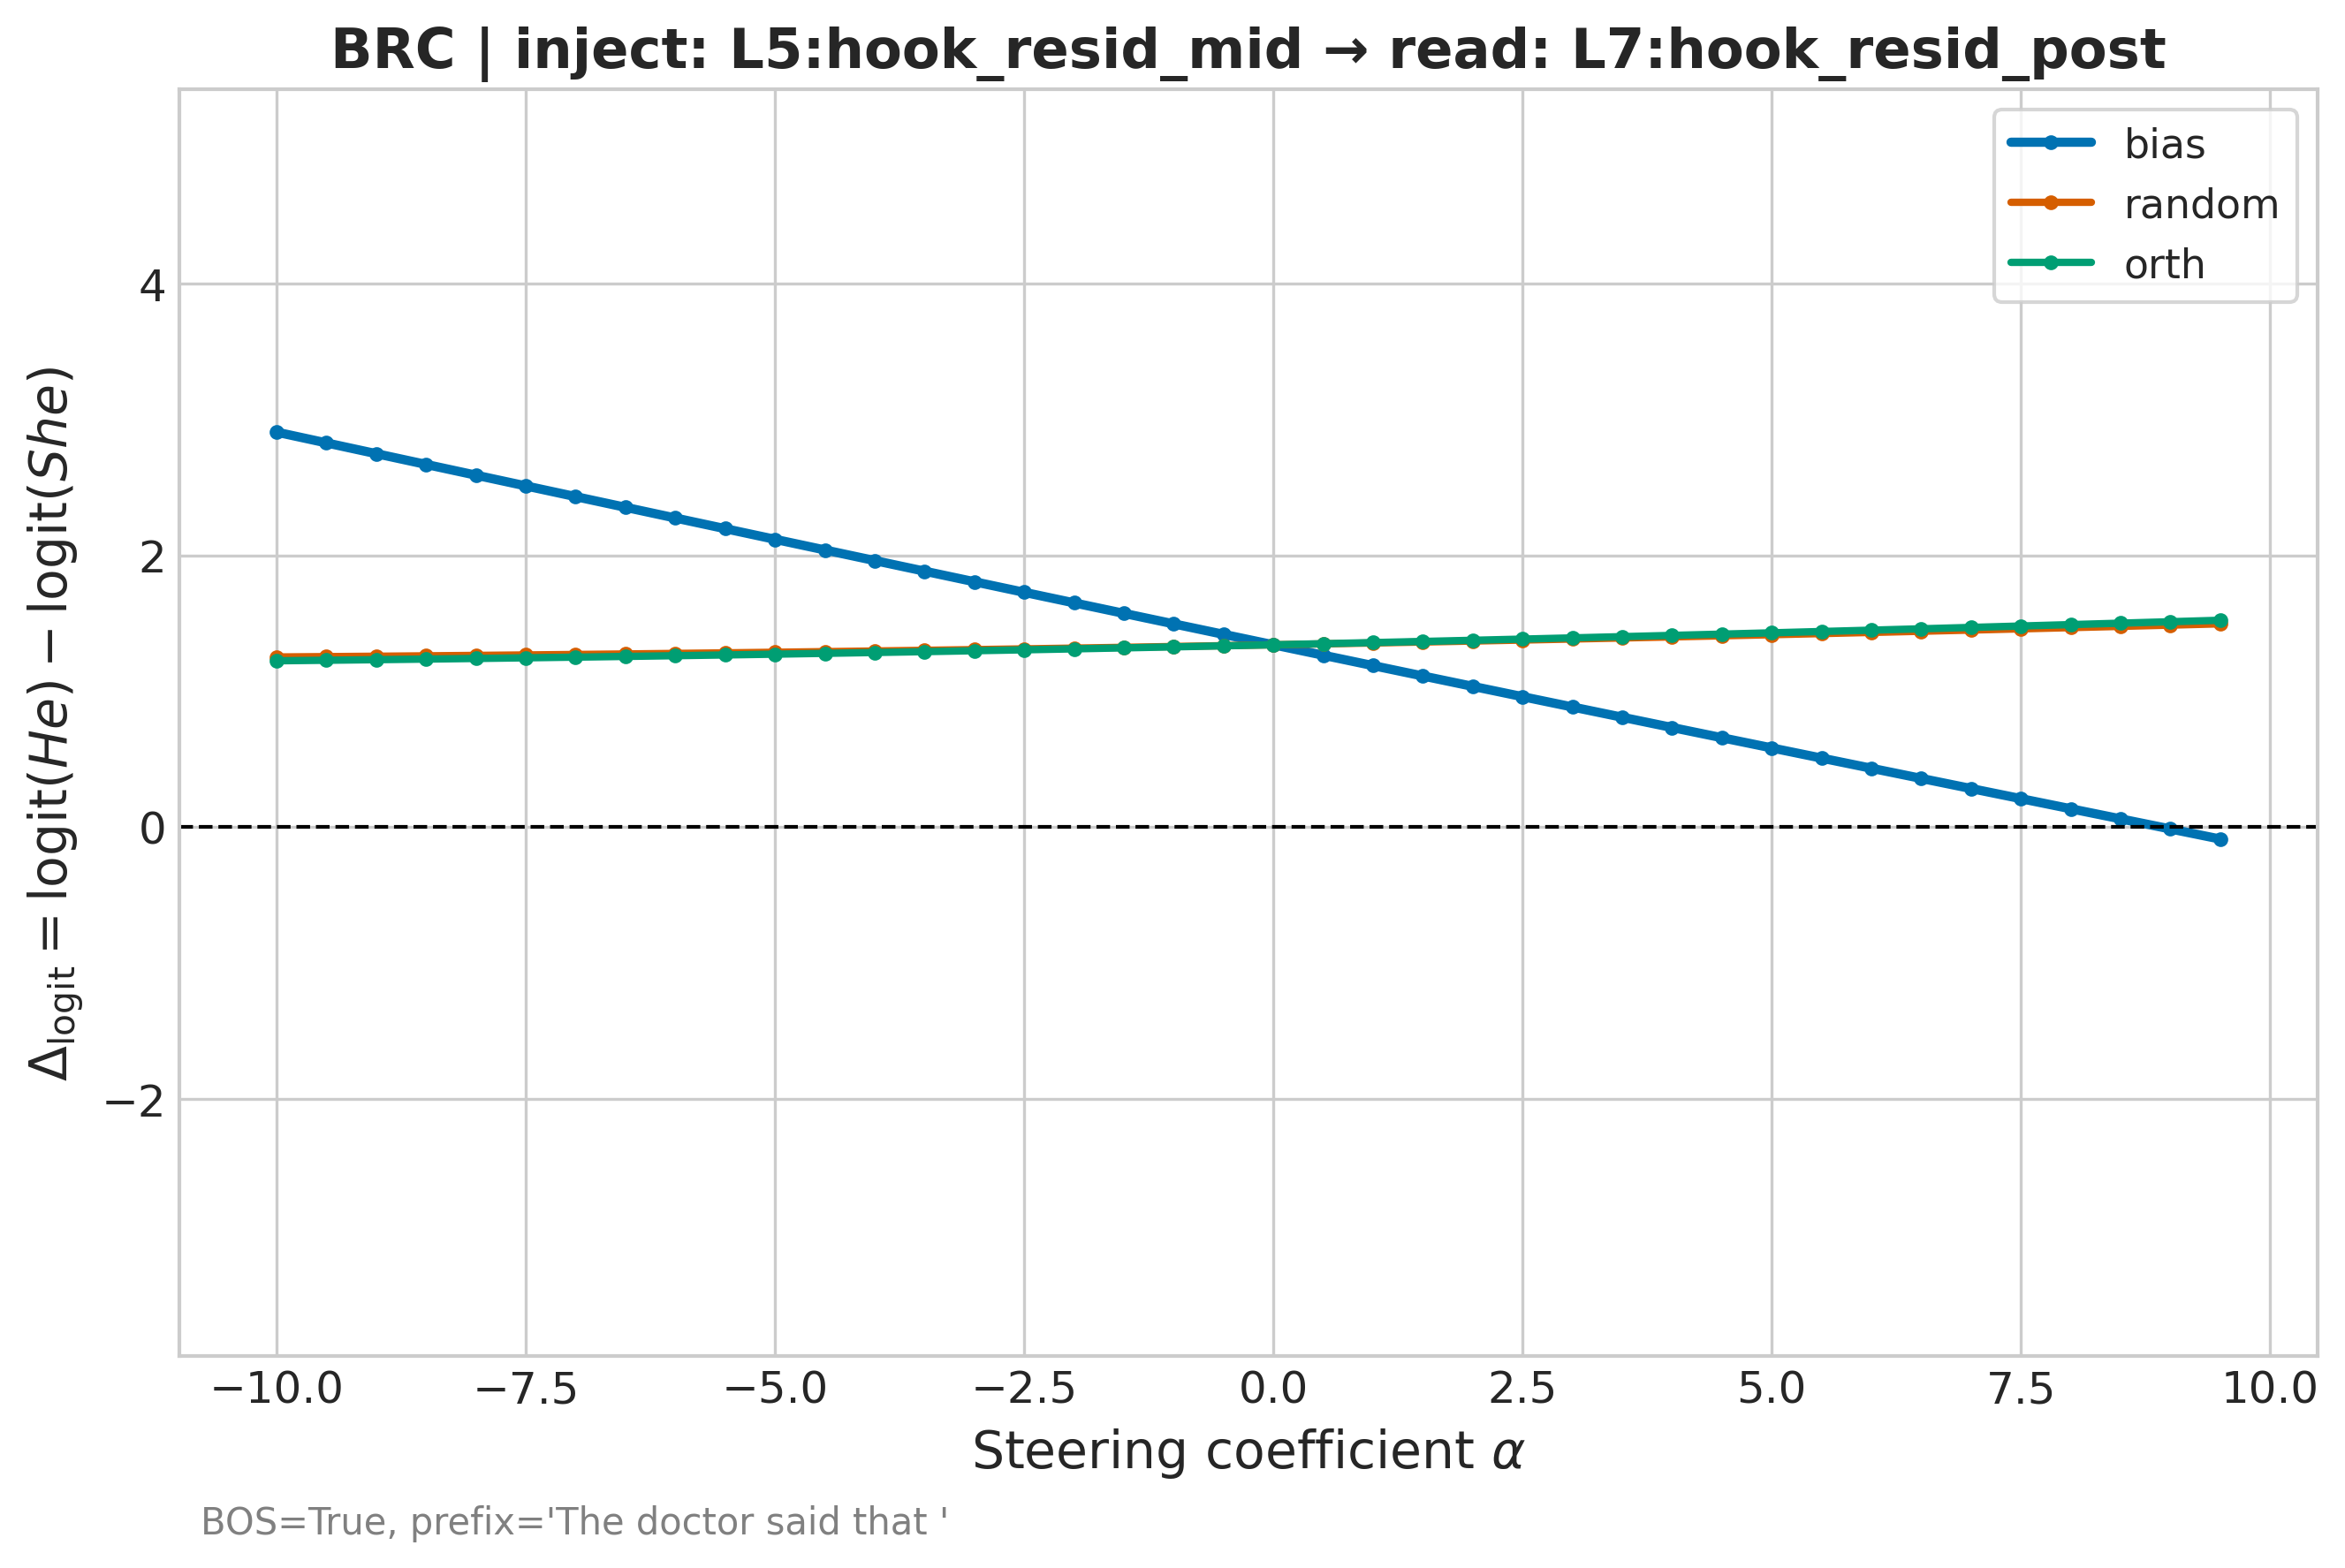 BRC | inject: L5:hook_resid_mid → read: L7:hook_resid_post
bias
random
orth
Δlogit = logit(He) − logit(She)
4
2
0
−2
−10.0 −7.5 −5.0 −2.5 0.0 2.5 5.0 7.5 10.0
Steering coefficient α
BOS=True, prefix='The doctor said that '